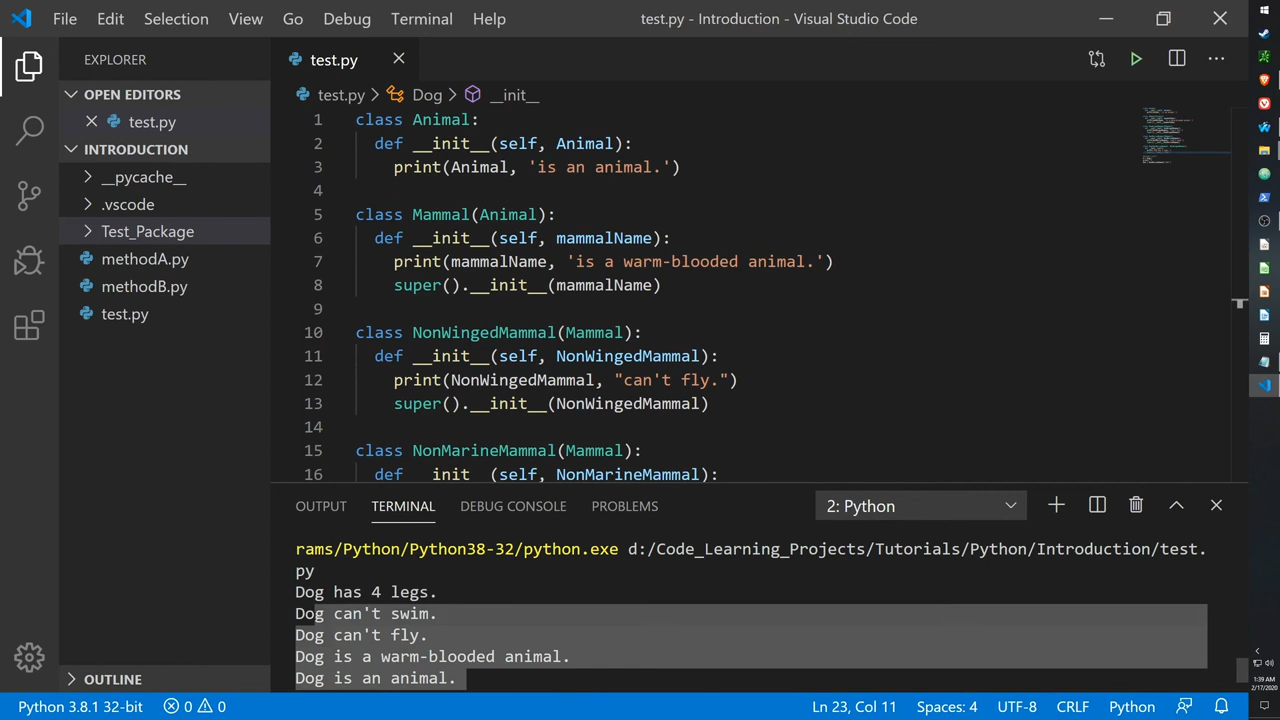 File Edit Selection View Go Debug Terminal Help
test.py - Introduction - Visual Studio Code
EXPLORER
OPEN EDITORS
test.py
INTRODUCTION
__pycache__
.vscode
Test_Package
methodA.py
methodB.py
test.py
OUTLINE
test.py
test.py > Dog > __init__
1 class Animal:
2 def __init__(self, Animal):
3 print(Animal, 'is an animal.')
4
5 class Mammal(Animal):
6 def __init__(self, mammalName):
7 print(mammalName, 'is a warm-blooded animal.')
8 super().__init__(mammalName)
9
10 class NonWingedMammal(Mammal):
11 def __init__(self, NonWingedMammal):
12 print(NonWingedMammal, "can't fly.")
13 super().__init__(NonWingedMammal)
14
15 class NonMarineMammal(Mammal):
16 def __init__(self, NonMarineMammal):
OUTPUT TERMINAL DEBUG CONSOLE PROBLEMS
2: Python
rams/Python/Python38-32/python.exe d:/Code_Learning_Projects/Tutorials/Python/Introduction/test.
py
Dog has 4 legs.
Dog can't swim.
Dog can't fly.
Dog is a warm-blooded animal.
Dog is an animal.
Python 3.8.1 32-bit 0 0 Ln 23, Col 11 Spaces: 4 UTF-8 CRLF Python
1:39 AM
2/17/2020